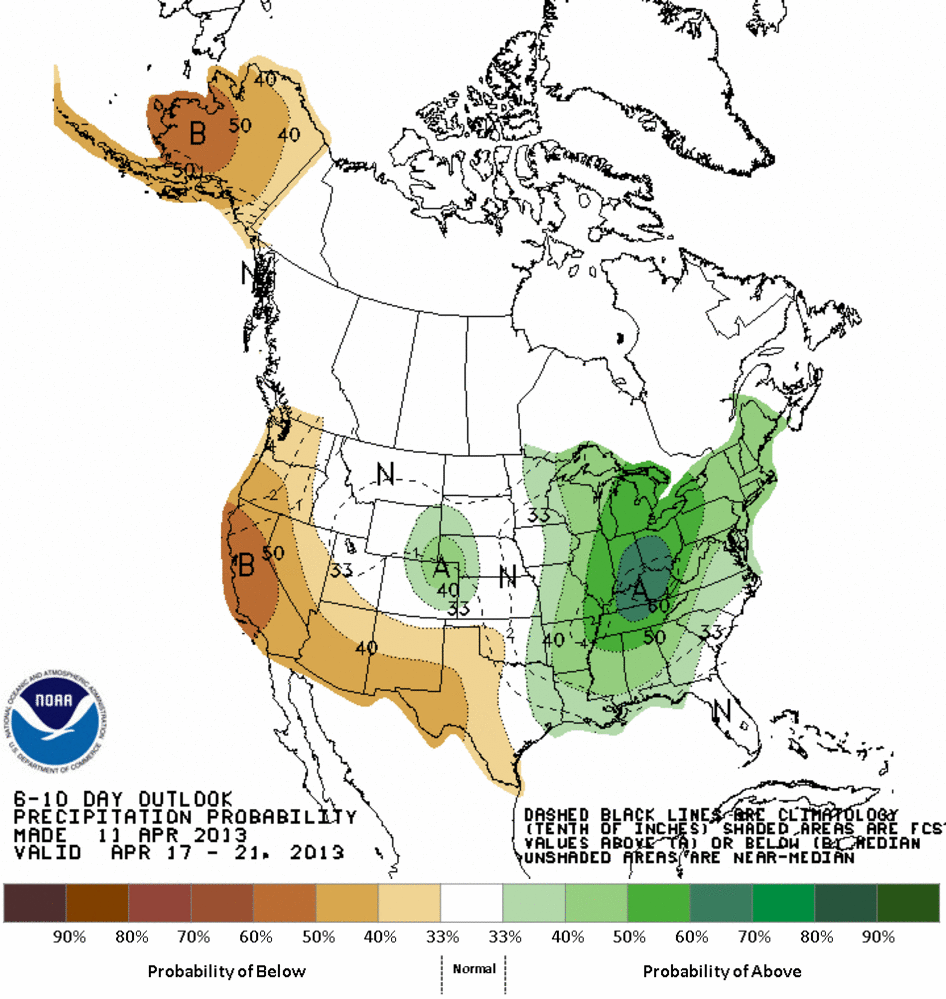 40
B
50
40
50
N
N
2
33
B
50
33
1
A
N
40
33
A
60
2
40
4
50
33
40
N
NATIONAL OCEANIC AND ATMOSPHERIC ADMINISTRATION
NOAA
U.S. DEPARTMENT OF COMMERCE
6-10 DAY OUTLOOK
PRECIPITATION PROBABILITY
MADE 11 APR 2013
VALID APR 17 - 21, 2013
DASHED BLACK LINES ARE CLIMATOLOGY
(TENTH OF INCHES) SHADED AREAS ARE FCS
VALUES ABOVE (A) OR BELOW (B) MEDIAN
UNSHADED AREAS ARE NEAR-MEDIAN
90% 80% 70% 60% 50% 40% 33% 33% 40% 50% 60% 70% 80% 90%
Probability of Below Normal Probability of Above